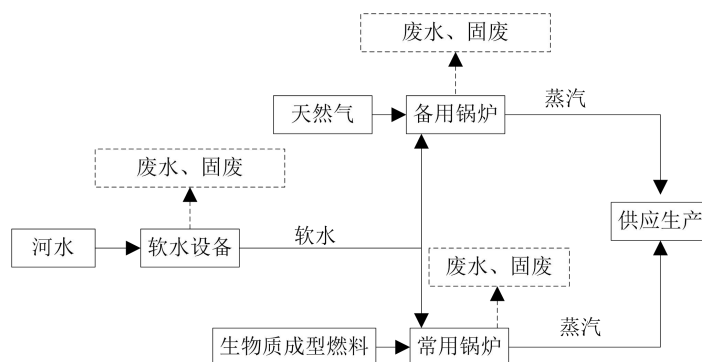 废水、固废
天然气
备用锅炉
蒸汽
废水、固废
河水
软水设备
软水
供应生产
废水、固废
生物质成型燃料
常用锅炉
蒸汽